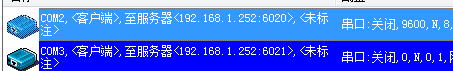 COM2,<客户端>,至服务器<192.168.1.252:6020>,<未标
注>
串口:关闭,9600,N,8,
COM3,<客户端>,至服务器<192.168.1.252:6021>,<未标
注>
串口:关闭,0,N,0,1,